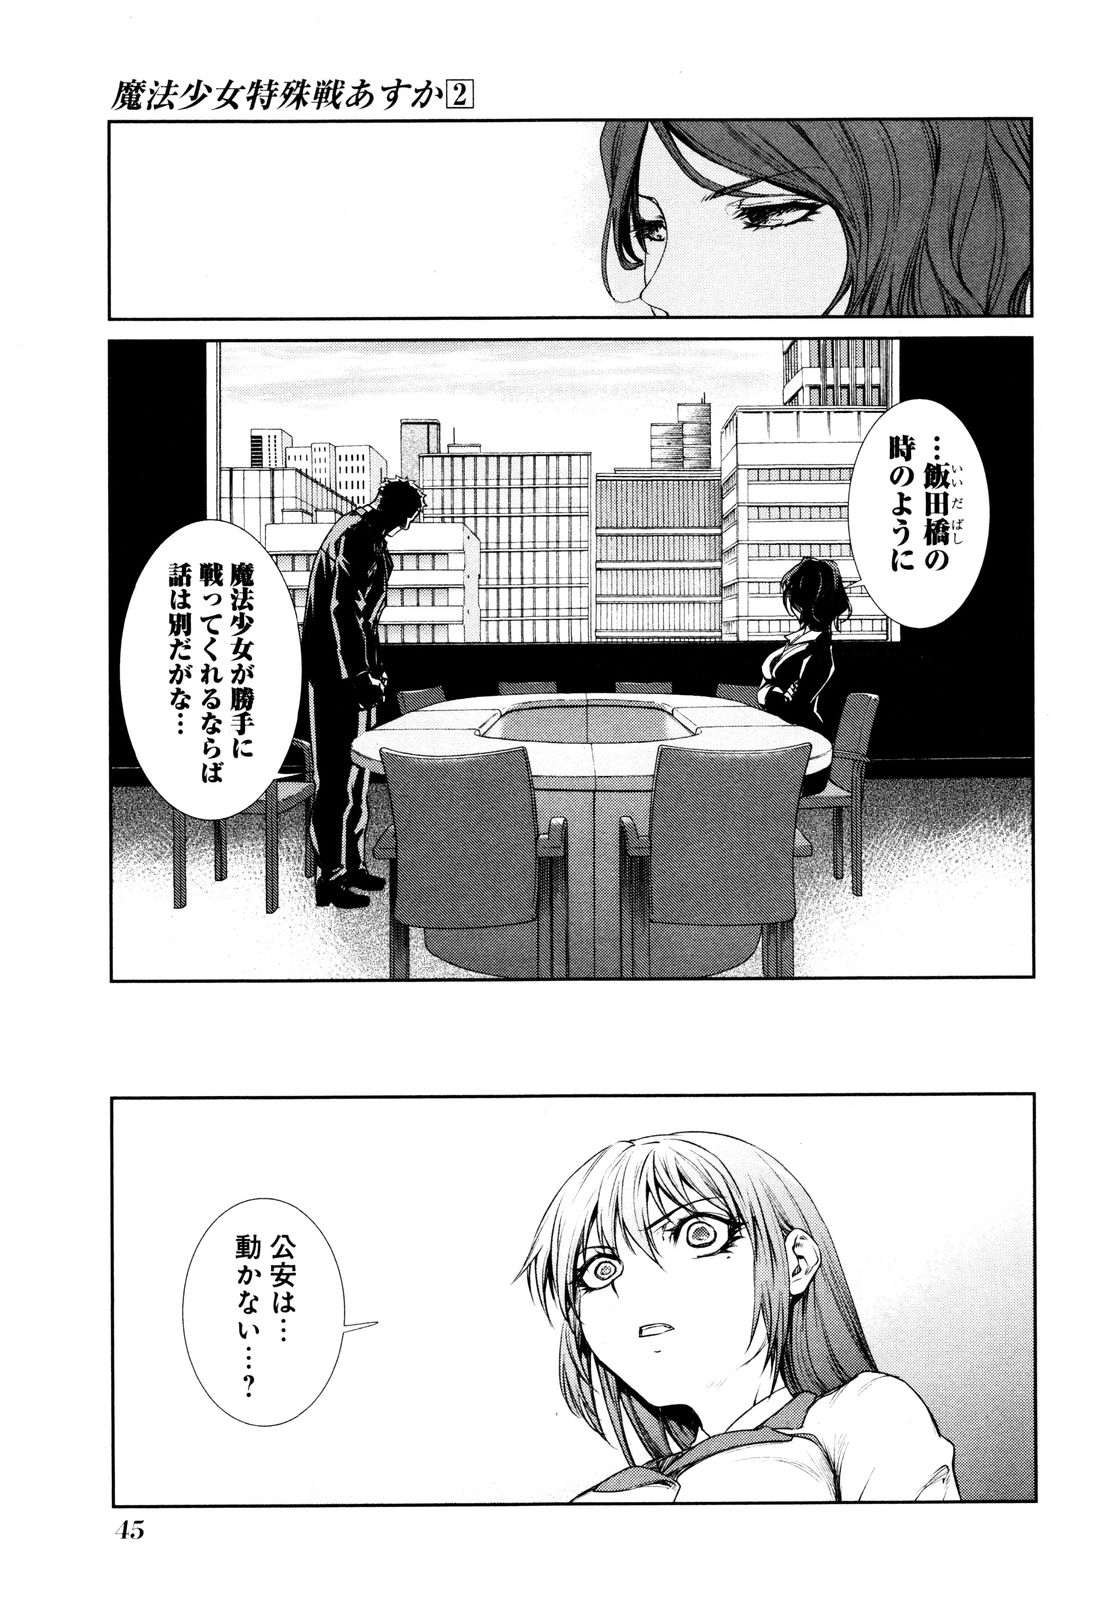 魔法少女特殊戦あすか2
…飯田橋の
いいだばし
時のように
魔法少女が勝手に
戦ってくれるならば
話は別だがな…
公安は…
動かない…?
45